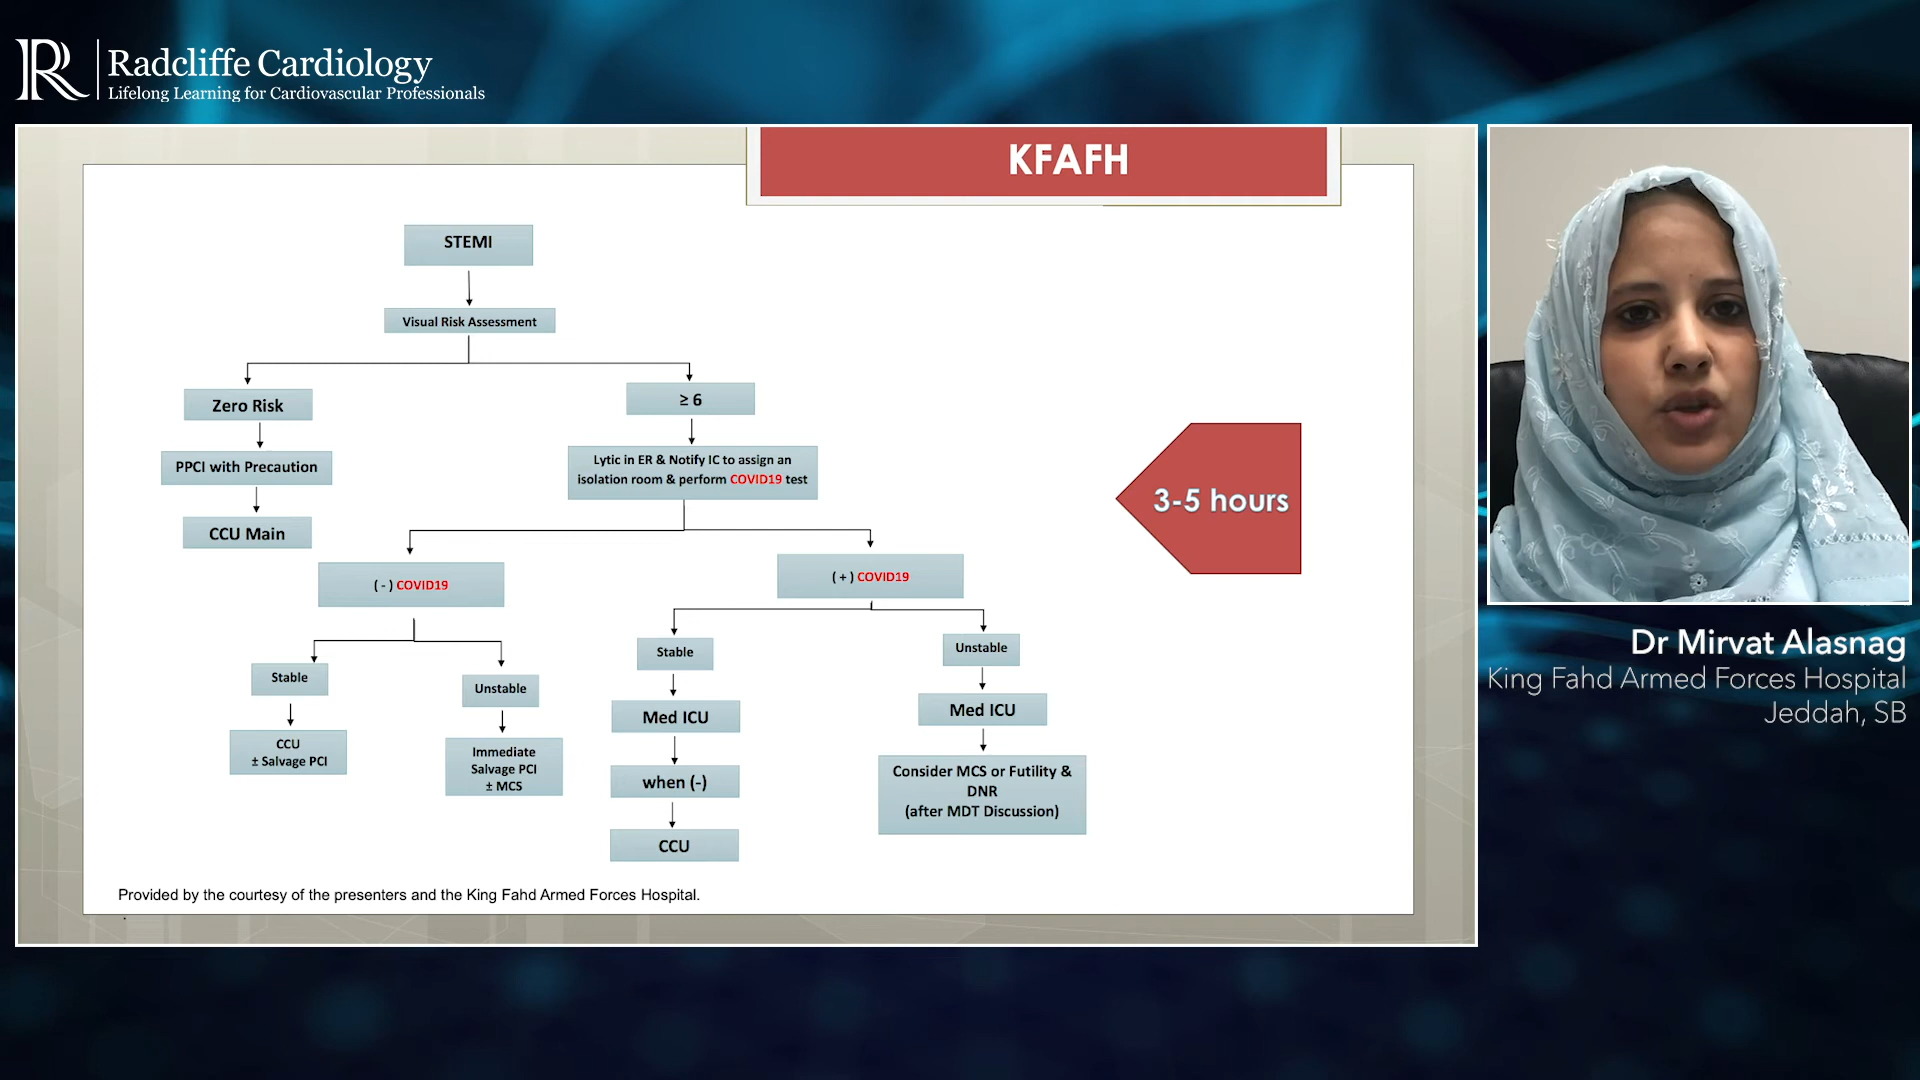 R
Radcliffe Cardiology
Lifelong Learning for Cardiovascular Professionals
KFAFH
STEMI
Visual Risk Assessment
Zero Risk
≥ 6
PPCI with Precaution
Lytic in ER & Notify IC to assign an
isolation room & perform COVID19 test
CCU Main
3-5 hours
( - ) COVID19
( + ) COVID19
Stable
Unstable
Stable
Unstable
CCU
± Salvage PCI
Immediate
Salvage PCI
± MCS
Med ICU
when (-)
CCU
Med ICU
Consider MCS or Futility &
DNR
(after MDT Discussion)
Provided by the courtesy of the presenters and the King Fahd Armed Forces Hospital.
Dr Mirvat Alasnag
King Fahd Armed Forces Hospital
Jeddah, SB